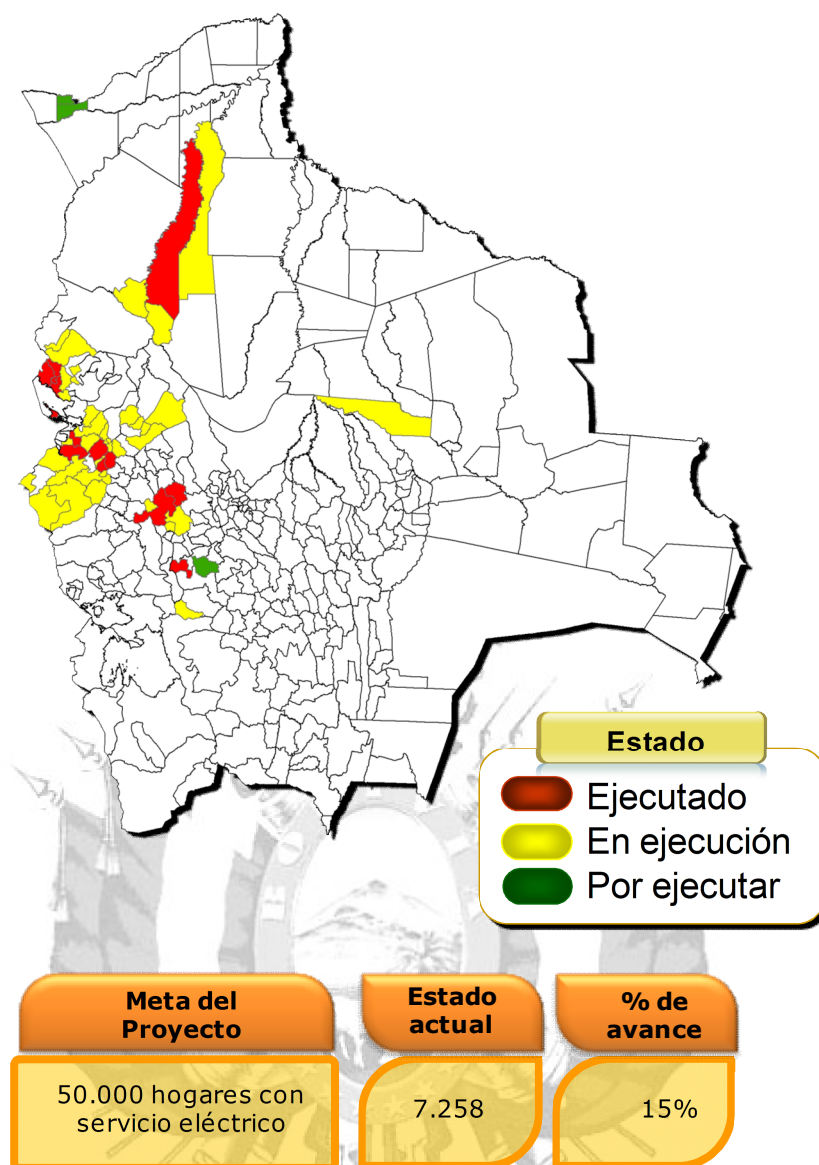 Estado
Ejecutado
En ejecución
Por ejecutar
Meta del
Proyecto
Estado
actual
% de
avance
50.000 hogares con
servicio eléctrico
7.258
15%